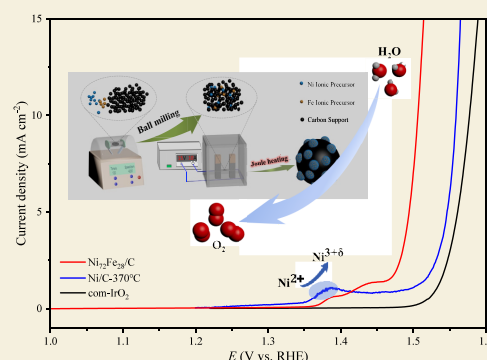 15
10
5
0
Current density (mA cm⁻²)
H₂O
Ni Ionic Precursor
Fe Ionic Precursor
Carbon Support
Ball milling
Joule heating
O₂
Ni³⁺ᵟ
Ni²⁺
Ni₇₂Fe₂₈/C
Ni/C-370°C
com-IrO₂
1.0 1.1 1.2 1.3 1.4 1.5
E (V vs. RHE)